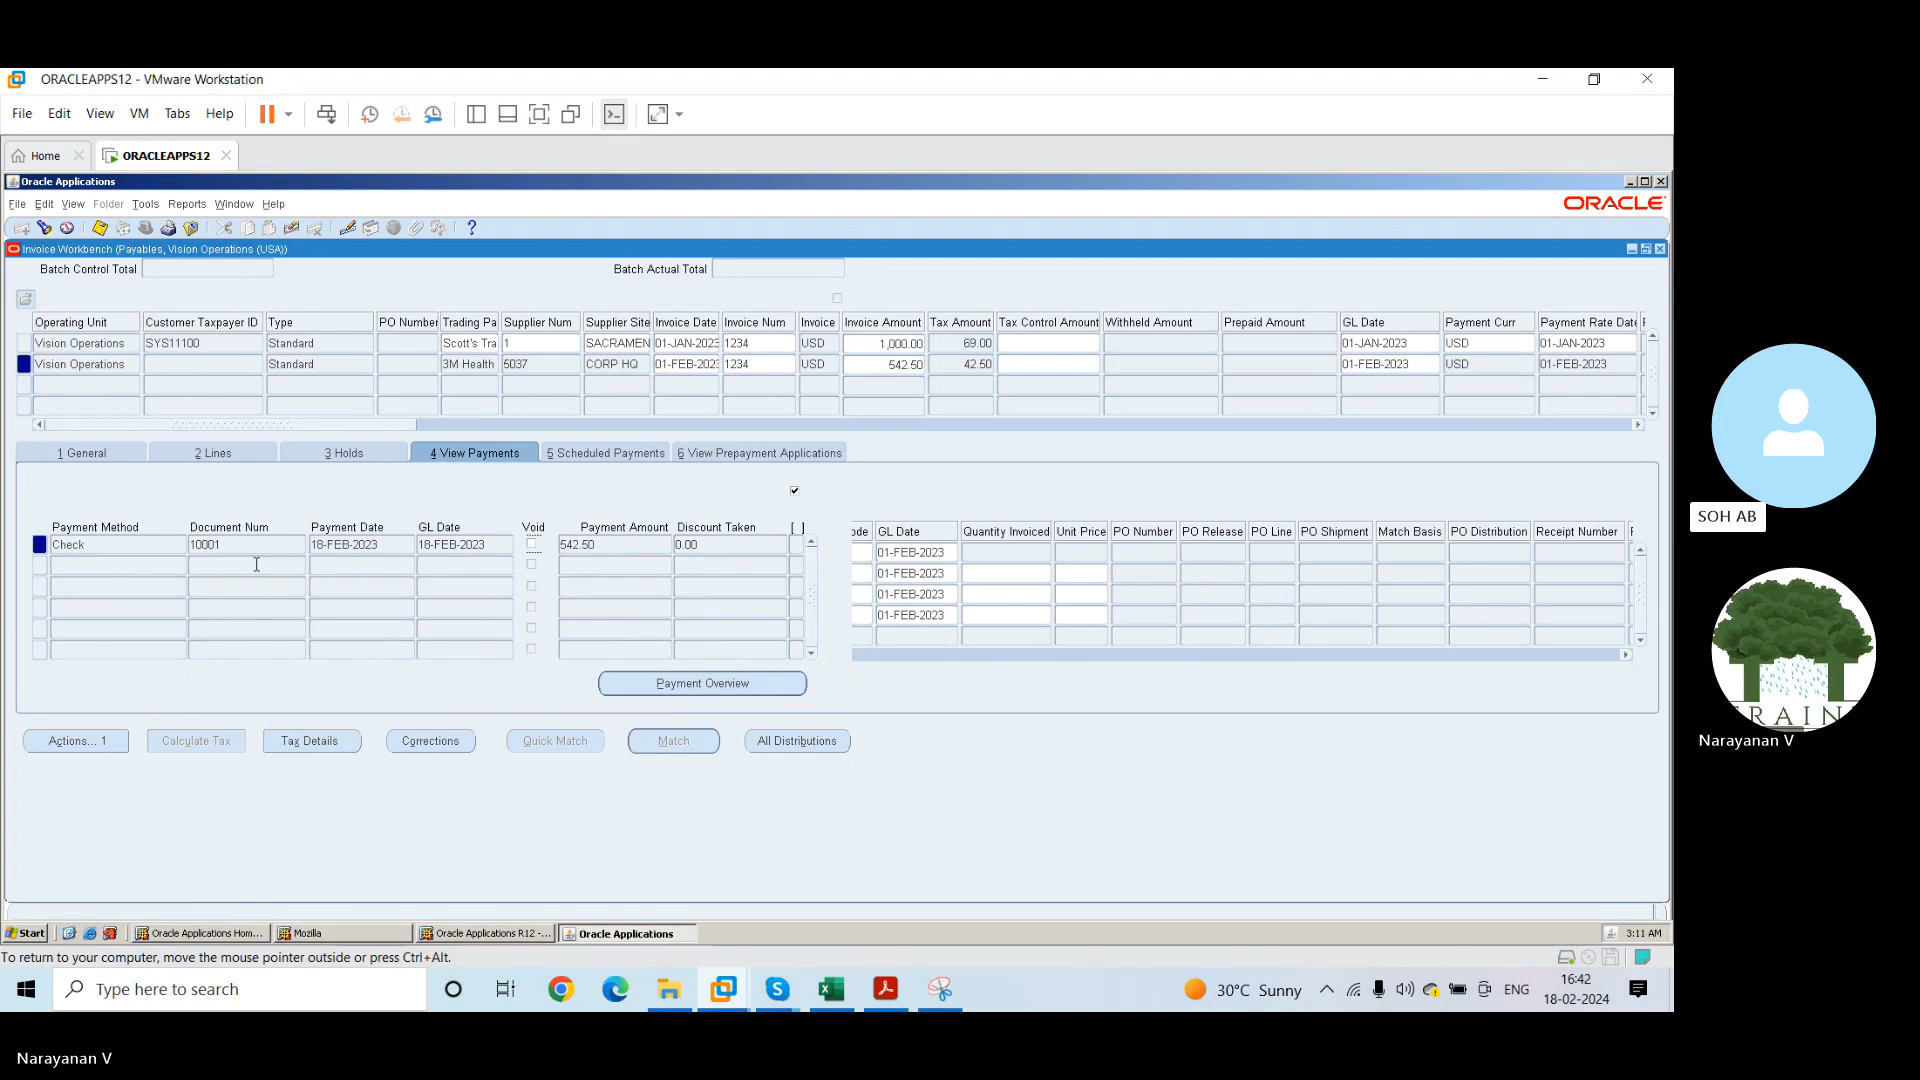 ORACLEAPPS12 - VMware Workstation
File Edit View VM Tabs Help
Home ORACLEAPPS12
Oracle Applications
File Edit View Folder Tools Reports Window Help
ORACLE
Invoice Workbench (Payables, Vision Operations (USA))
Batch Control Total Batch Actual Total
Operating Unit Customer Taxpayer ID Type PO Number Trading Pa Supplier Num Supplier Site Invoice Date Invoice Num Invoice Invoice Amount Tax Amount Tax Control Amount Withheld Amount Prepaid Amount GL Date Payment Curr Payment Rate Date
Vision Operations SYS11100 Standard Scott's Tra 1 SACRAMEN 01-JAN-2023 1234 USD 1,000.00 69.00 01-JAN-2023 USD 01-JAN-2023
Vision Operations Standard 3M Health 5037 CORP HQ 01-FEB-2023 1234 USD 542.50 42.50 01-FEB-2023 USD 01-FEB-2023
1 General 2 Lines 3 Holds 4 View Payments 5 Scheduled Payments 6 View Prepayment Applications
Payment Method Document Num Payment Date GL Date Void Payment Amount Discount Taken [ ]
ode GL Date Quantity Invoiced Unit Price PO Number PO Release PO Line PO Shipment Match Basis PO Distribution Receipt Number
Check 10001 18-FEB-2023 18-FEB-2023 542.50 0.00
01-FEB-2023
01-FEB-2023
01-FEB-2023
01-FEB-2023
Payment Overview
Actions... 1 Calculate Tax Tax Details Corrections Quick Match Match All Distributions
Start Oracle Applications Hom... Mozilla Oracle Applications R12 -... Oracle Applications 3:11 AM
To return to your computer, move the mouse pointer outside or press Ctrl+Alt.
Type here to search
30°C Sunny
ENG
16:42
18-02-2024
SOH AB
RAIN
Narayanan V
Narayanan V